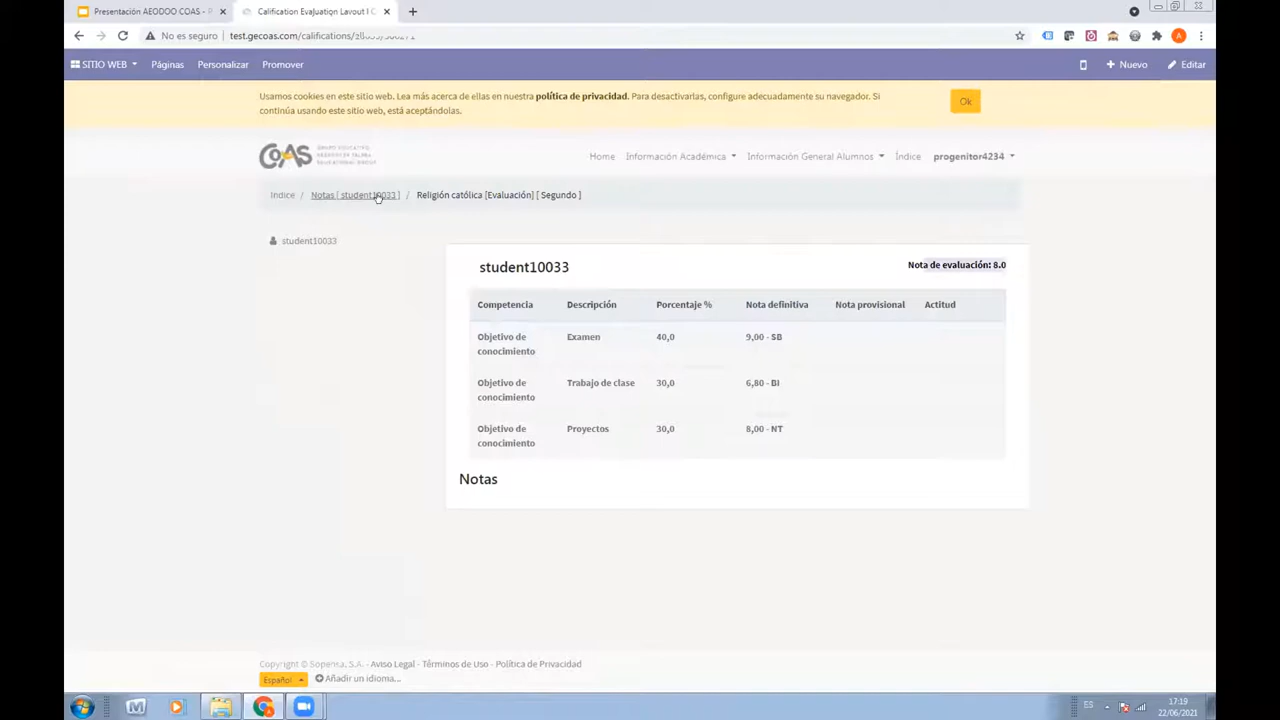 Presentación AEODOO COAS - P
Calification Evaluation Layout | C
No es seguro
test.gecoas.com/calificacions/
SITIO WEB
Páginas
Personalizar
Promover
Nuevo
Editar
Usamos cookies en este sitio web. Lea más acerca de ellas en nuestra política de privacidad. Para desactivarlas, configure adecuadamente su navegador. Si
continúa usando este sitio web, está aceptándolas.
Ok
COAS
Home
Información Académica
Información General Alumnos
Índice
progenitor4234
Indice / Notas [ student10033 ] / Religión católica [Evaluación] [ Segundo ]
student10033
student10033
Nota de evaluación: 8.0
Competencia Descripción Porcentaje % Nota definitiva Nota provisional Actitud
Objetivo de
conocimiento
Examen 40,0 9,00 - SB
Objetivo de
conocimiento
Trabajo de clase 30,0 6,80 - BI
Objetivo de
conocimiento
Proyectos 30,0 8,00 - NT
Notas
Copyright © Sopensa, S.A. - Aviso Legal - Términos de Uso - Política de Privacidad
Español
Añadir un idioma...
ES
17:19
22/06/2021